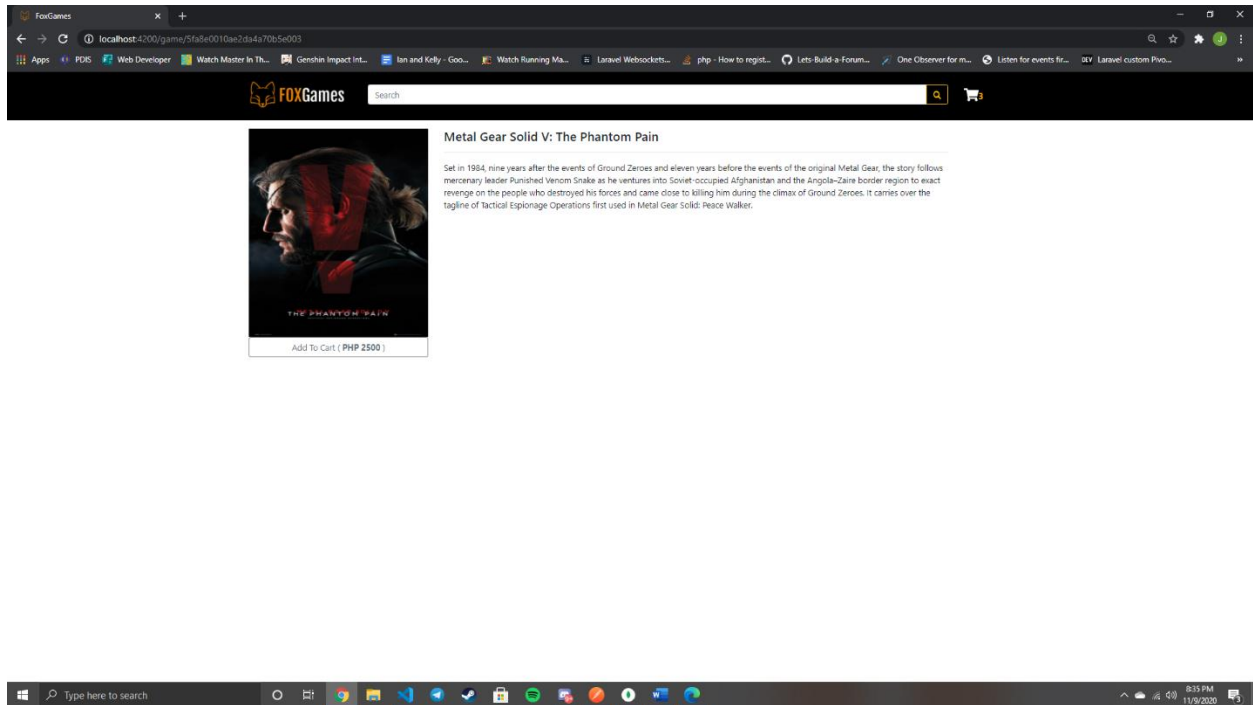 FoxGames
localhost:4200/game/5fa8e0010ae2da4a70b5e003
J
Apps PDIS Web Developer Watch Master In Th... Genshin Impact Int... Ian and Kelly - Goo... Watch Running Ma... Laravel Websockets... php - How to regist... Lets-Build-a-Forum... One Observer for m... Listen for events fir... DEV Laravel custom Pivo...
FOXGames Search 3
Metal Gear Solid V: The Phantom Pain
Set in 1984, nine years after the events of Ground Zeroes and eleven years before the events of the original Metal Gear, the story follows
mercenary leader Punished Venom Snake as he ventures into Soviet-occupied Afghanistan and the Angola–Zaire border region to exact
revenge on the people who destroyed his forces and came close to killing him during the climax of Ground Zeroes. It carries over the
tagline of Tactical Espionage Operations first used in Metal Gear Solid: Peace Walker.
V
THE PHANTOM PAIN
Add To Cart ( PHP 2500 )
Type here to search
8:35 PM
11/9/2020